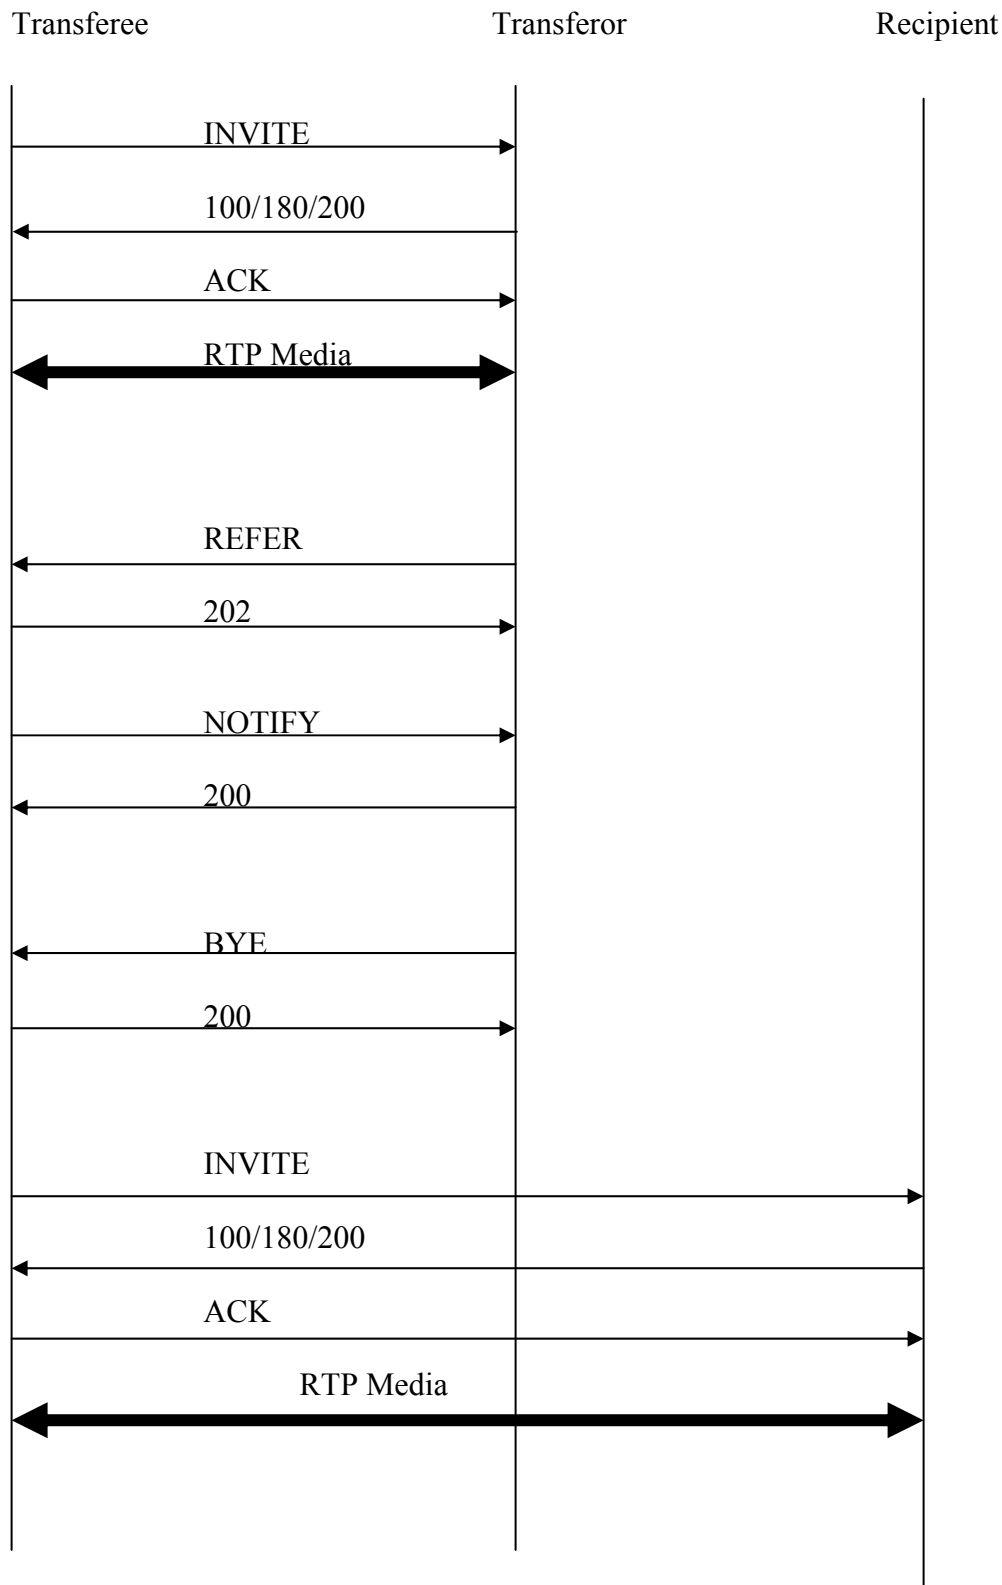 Transferee Transferor Recipient
INVITE
100/180/200
ACK
RTP Media
REFER
202
NOTIFY
200
BYE
200
INVITE
100/180/200
ACK
RTP Media